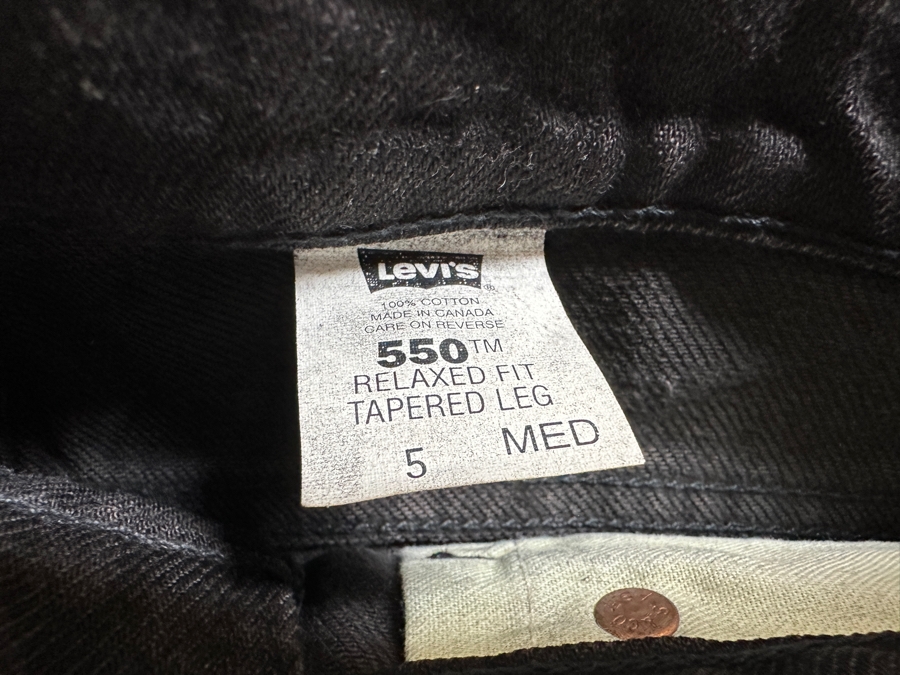 Levi's®
100% COTTON
MADE IN CANADA
CARE ON REVERSE
550™
RELAXED FIT
TAPERED LEG
5 MED